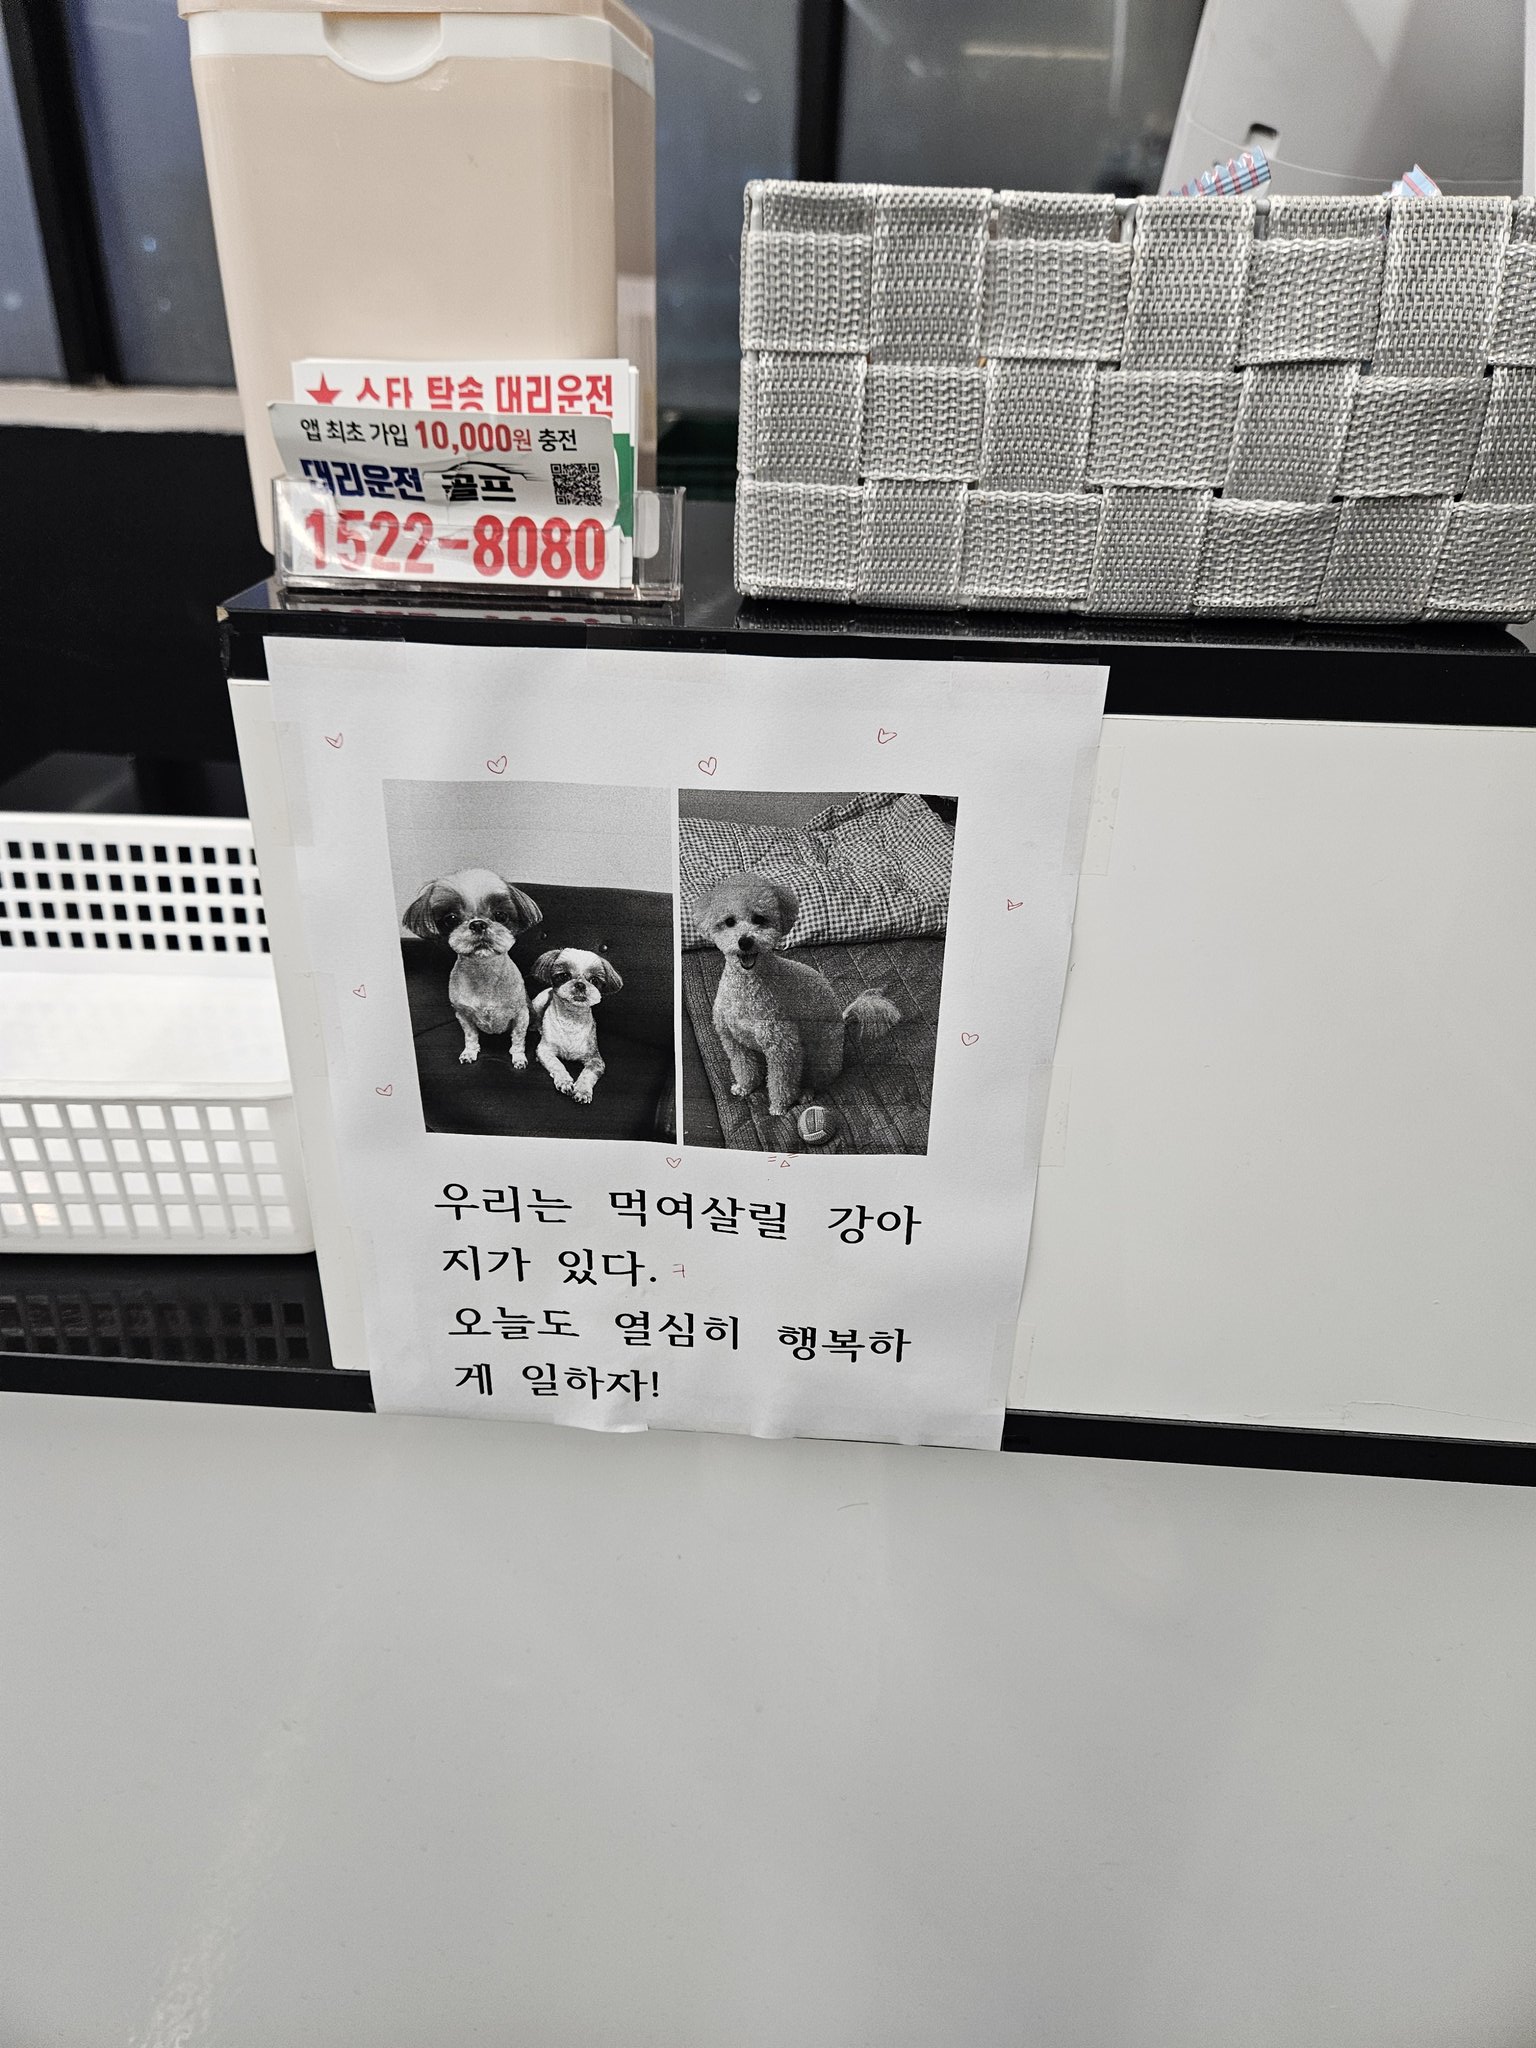 ★ 스타 탁송 대리운전
앱 최초 가입 10,000원 충전
대리운전 골프
1522-8080
우리는 먹여살릴 강아
지가 있다. ㅋ
오늘도 열심히 행복하
게 일하자!